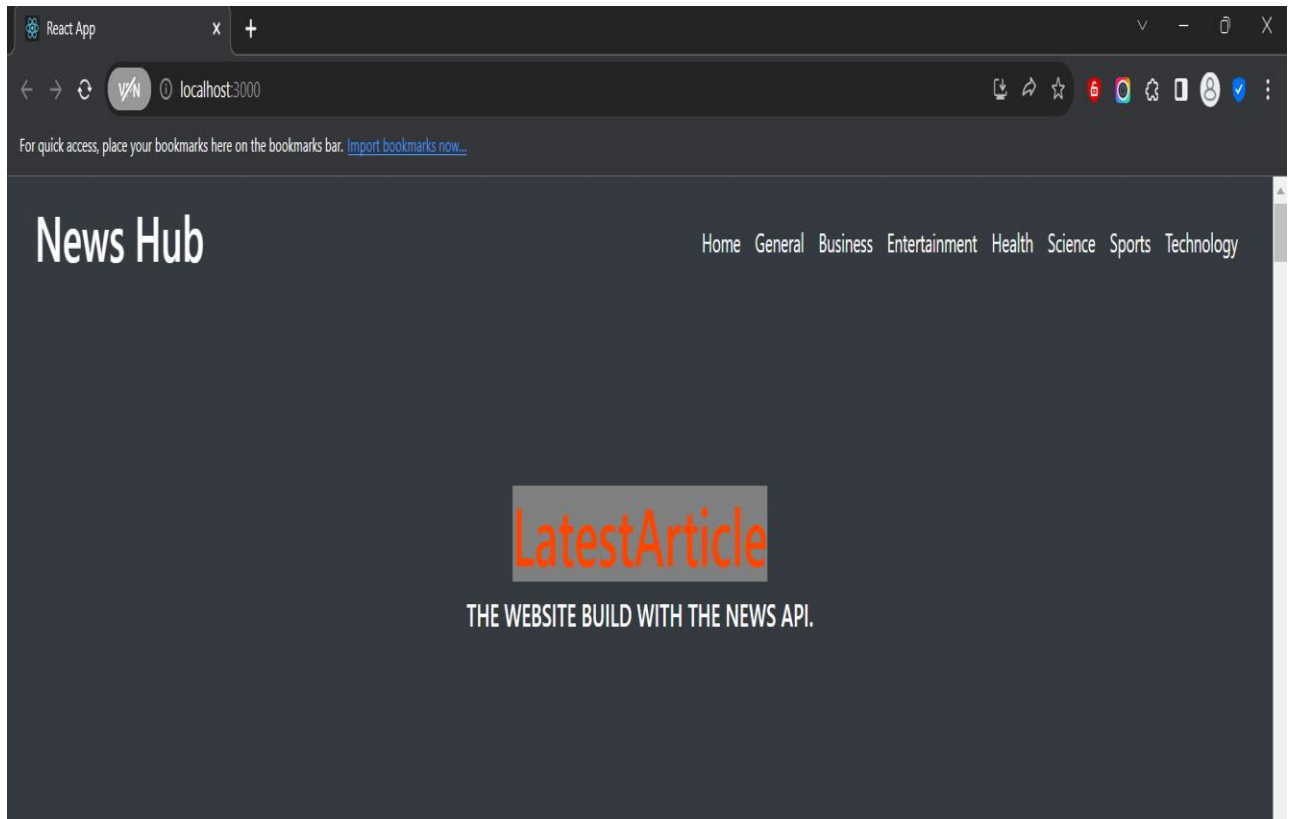 React App
VPN localhost:3000
For quick access, place your bookmarks here on the bookmarks bar. Import bookmarks now...
News Hub Home General Business Entertainment Health Science Sports Technology
LatestArticle
THE WEBSITE BUILD WITH THE NEWS API.